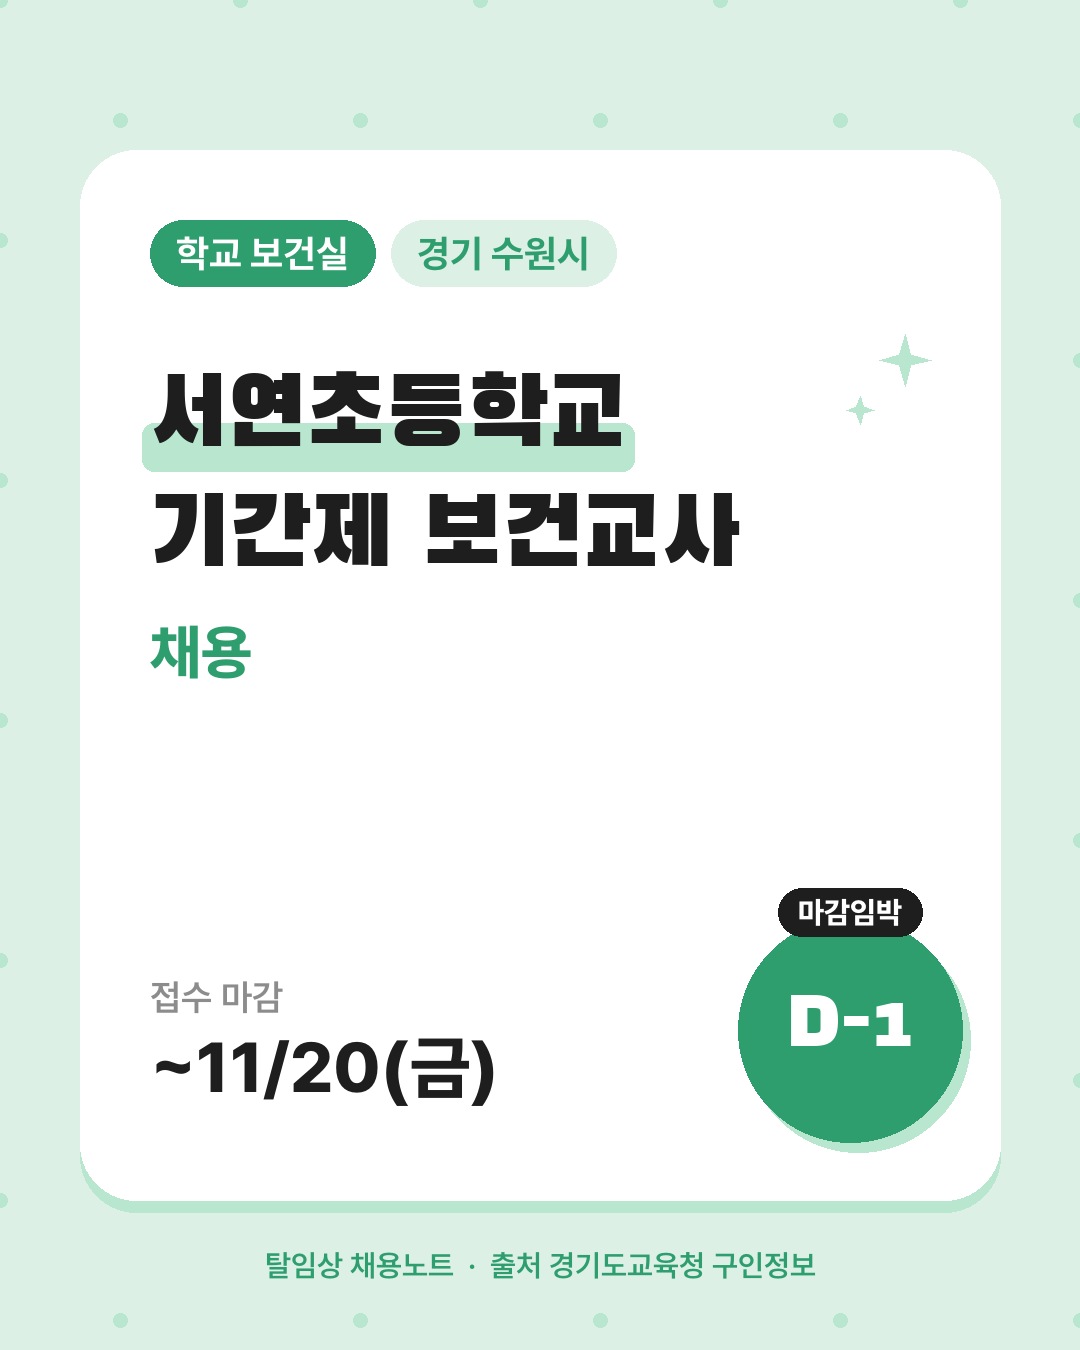 학교 보건실 경기 수원시
서연초등학교
기간제 보건교사
채용
마감임박
D-1
접수 마감
~11/20(금)
탈임상 채용노트 · 출처 경기도교육청 구인정보